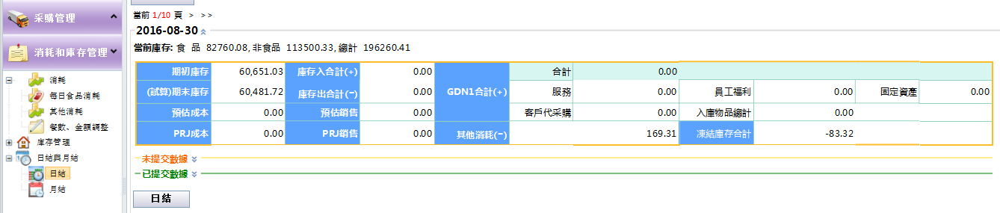 採購管理
消耗和庫存管理
消耗
每日食品消耗
其他消耗
餐數、金額調整
庫存管理
日結與月結
日結
月結
當前 1/10 頁 > >>
2016-08-30
當前庫存: 食 品 82760.08, 非食品 113500.33, 總計 196260.41
期初庫存 60,651.03 庫存入合計(+) 0.00 GDN1合計(+) 合計 0.00
(試算)期末庫存 60,481.72 庫存出合計(-) 0.00 服務 0.00 員工福利 0.00 固定資產 0.00
預估成本 0.00 預估銷售 0.00 客戶代采購 0.00 入庫物品總計 0.00
PRJ成本 0.00 PRJ銷售 0.00 其他消耗(-) 169.31 凍結庫存合計 -83.32
未提交數據
已提交數據
日結